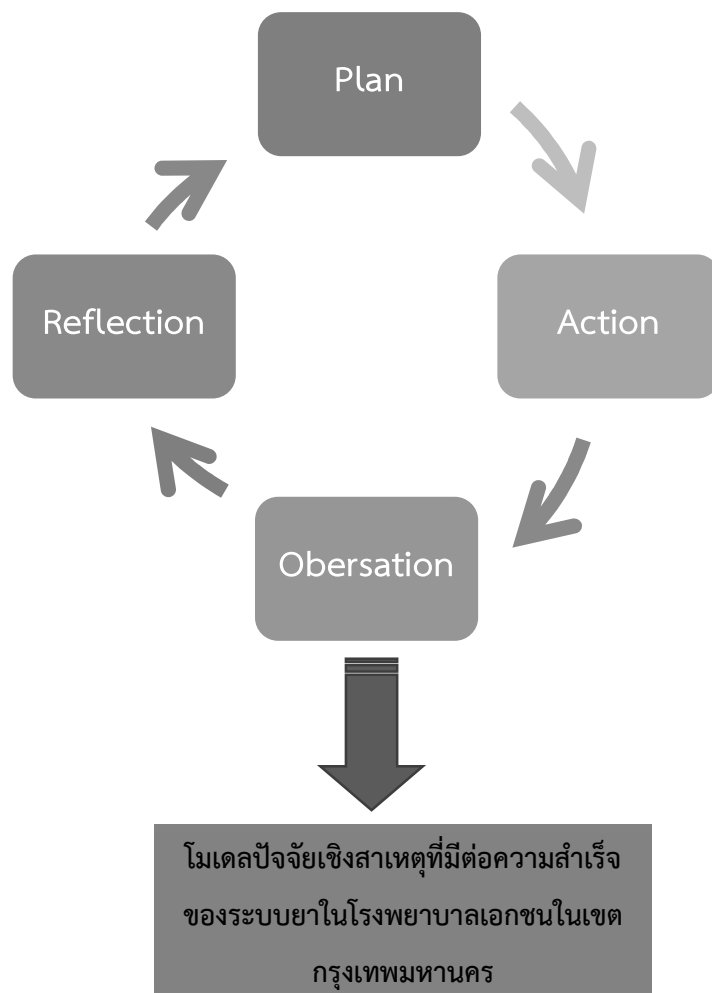 Plan
Reflection
Action
Obersation
โมเดลปัจจัยเชิงสาเหตุที่มีต่อความสำเร็จ
ของระบบยาในโรงพยาบาลเอกชนในเขต
กรุงเทพมหานคร